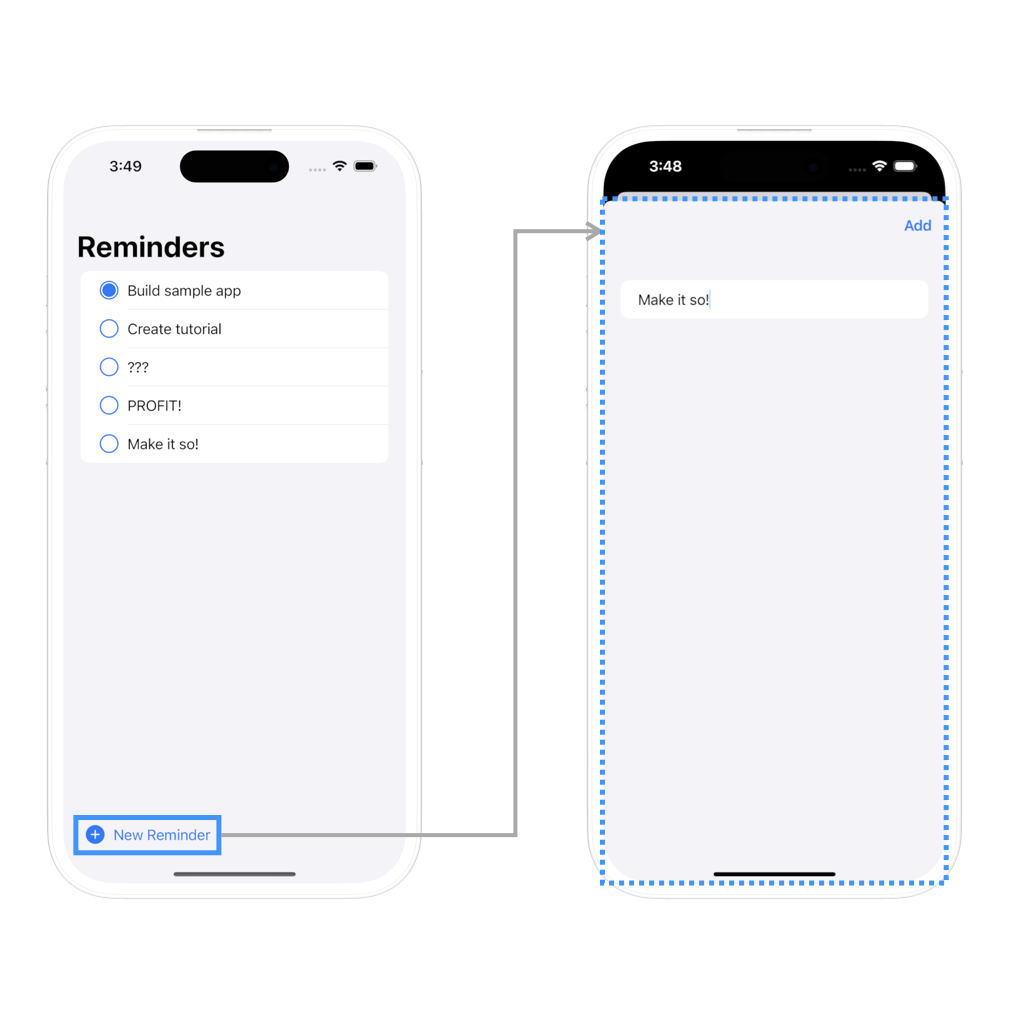 3:49
Reminders
Build sample app
Create tutorial
???
PROFIT!
Make it so!
New Reminder
3:48
Add
Make it so!